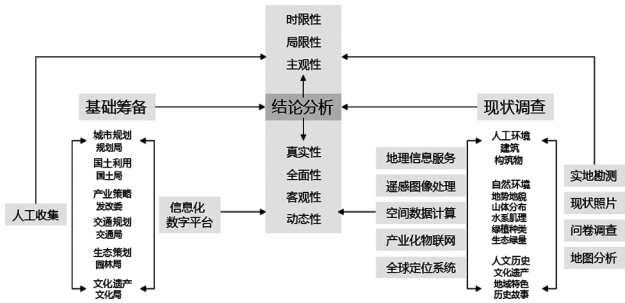 时限性
局限性
主观性
基础筹备
结论分析
现状调查
城市规划
规划局
国土利用
国土局
产业策略
发改委
交通规划
交通局
生态策划
园林局
文化遗产
文化局
人工收集
信息化
数字平台
真实性
全面性
客观性
动态性
地理信息服务
遥感图像处理
空间数据计算
产业化物联网
全球定位系统
人工环境
建筑
构筑物
自然环境
地势地貌
山体分布
水系肌理
绿植种类
生态绿量
人文历史
文化遗产
地域特色
历史故事
实地勘测
现状照片
问卷调查
地图分析